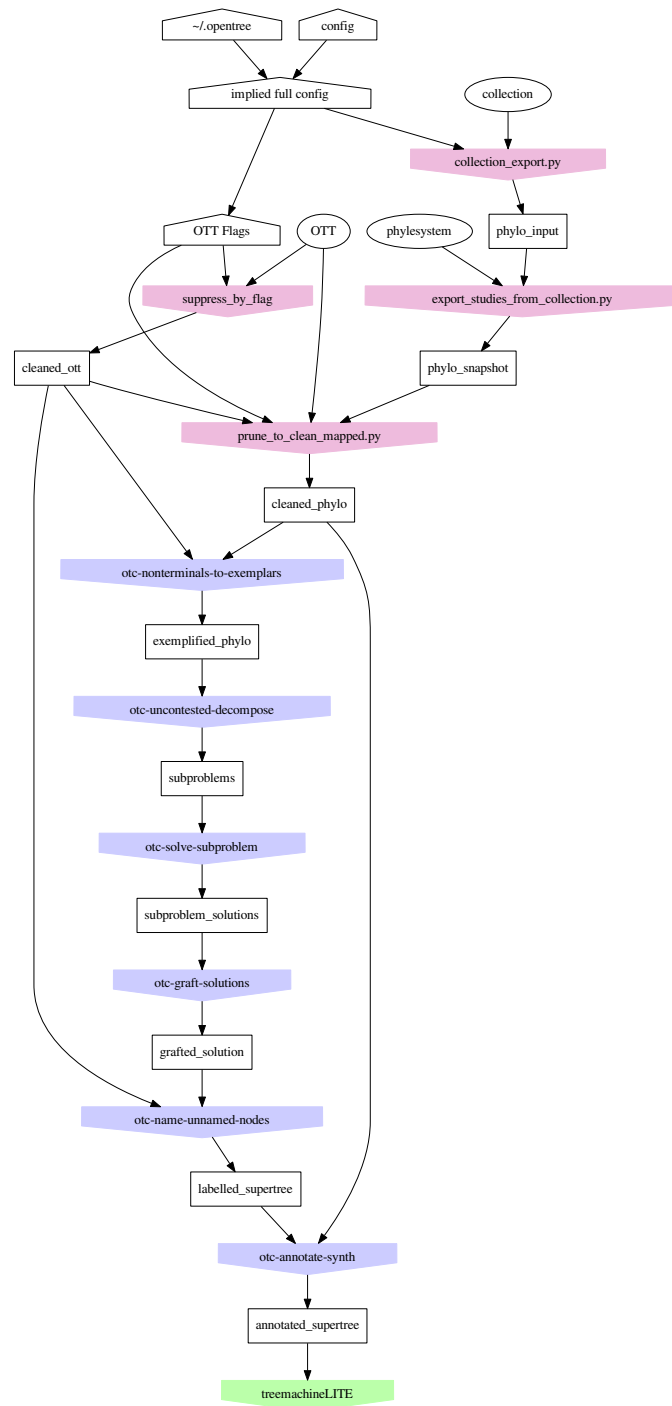 ~/.opentree
config
implied full config
collection
collection_export.py
OTT Flags
OTT
phylesystem
phylo_input
suppress_by_flag
export_studies_from_collection.py
cleaned_ott
phylo_snapshot
prune_to_clean_mapped.py
cleaned_phylo
otc-nonterminals-to-exemplars
exemplified_phylo
otc-uncontested-decompose
subproblems
otc-solve-subproblem
subproblem_solutions
otc-graft-solutions
grafted_solution
otc-name-unnamed-nodes
labelled_supertree
otc-annotate-synth
annotated_supertree
treemachineLITE